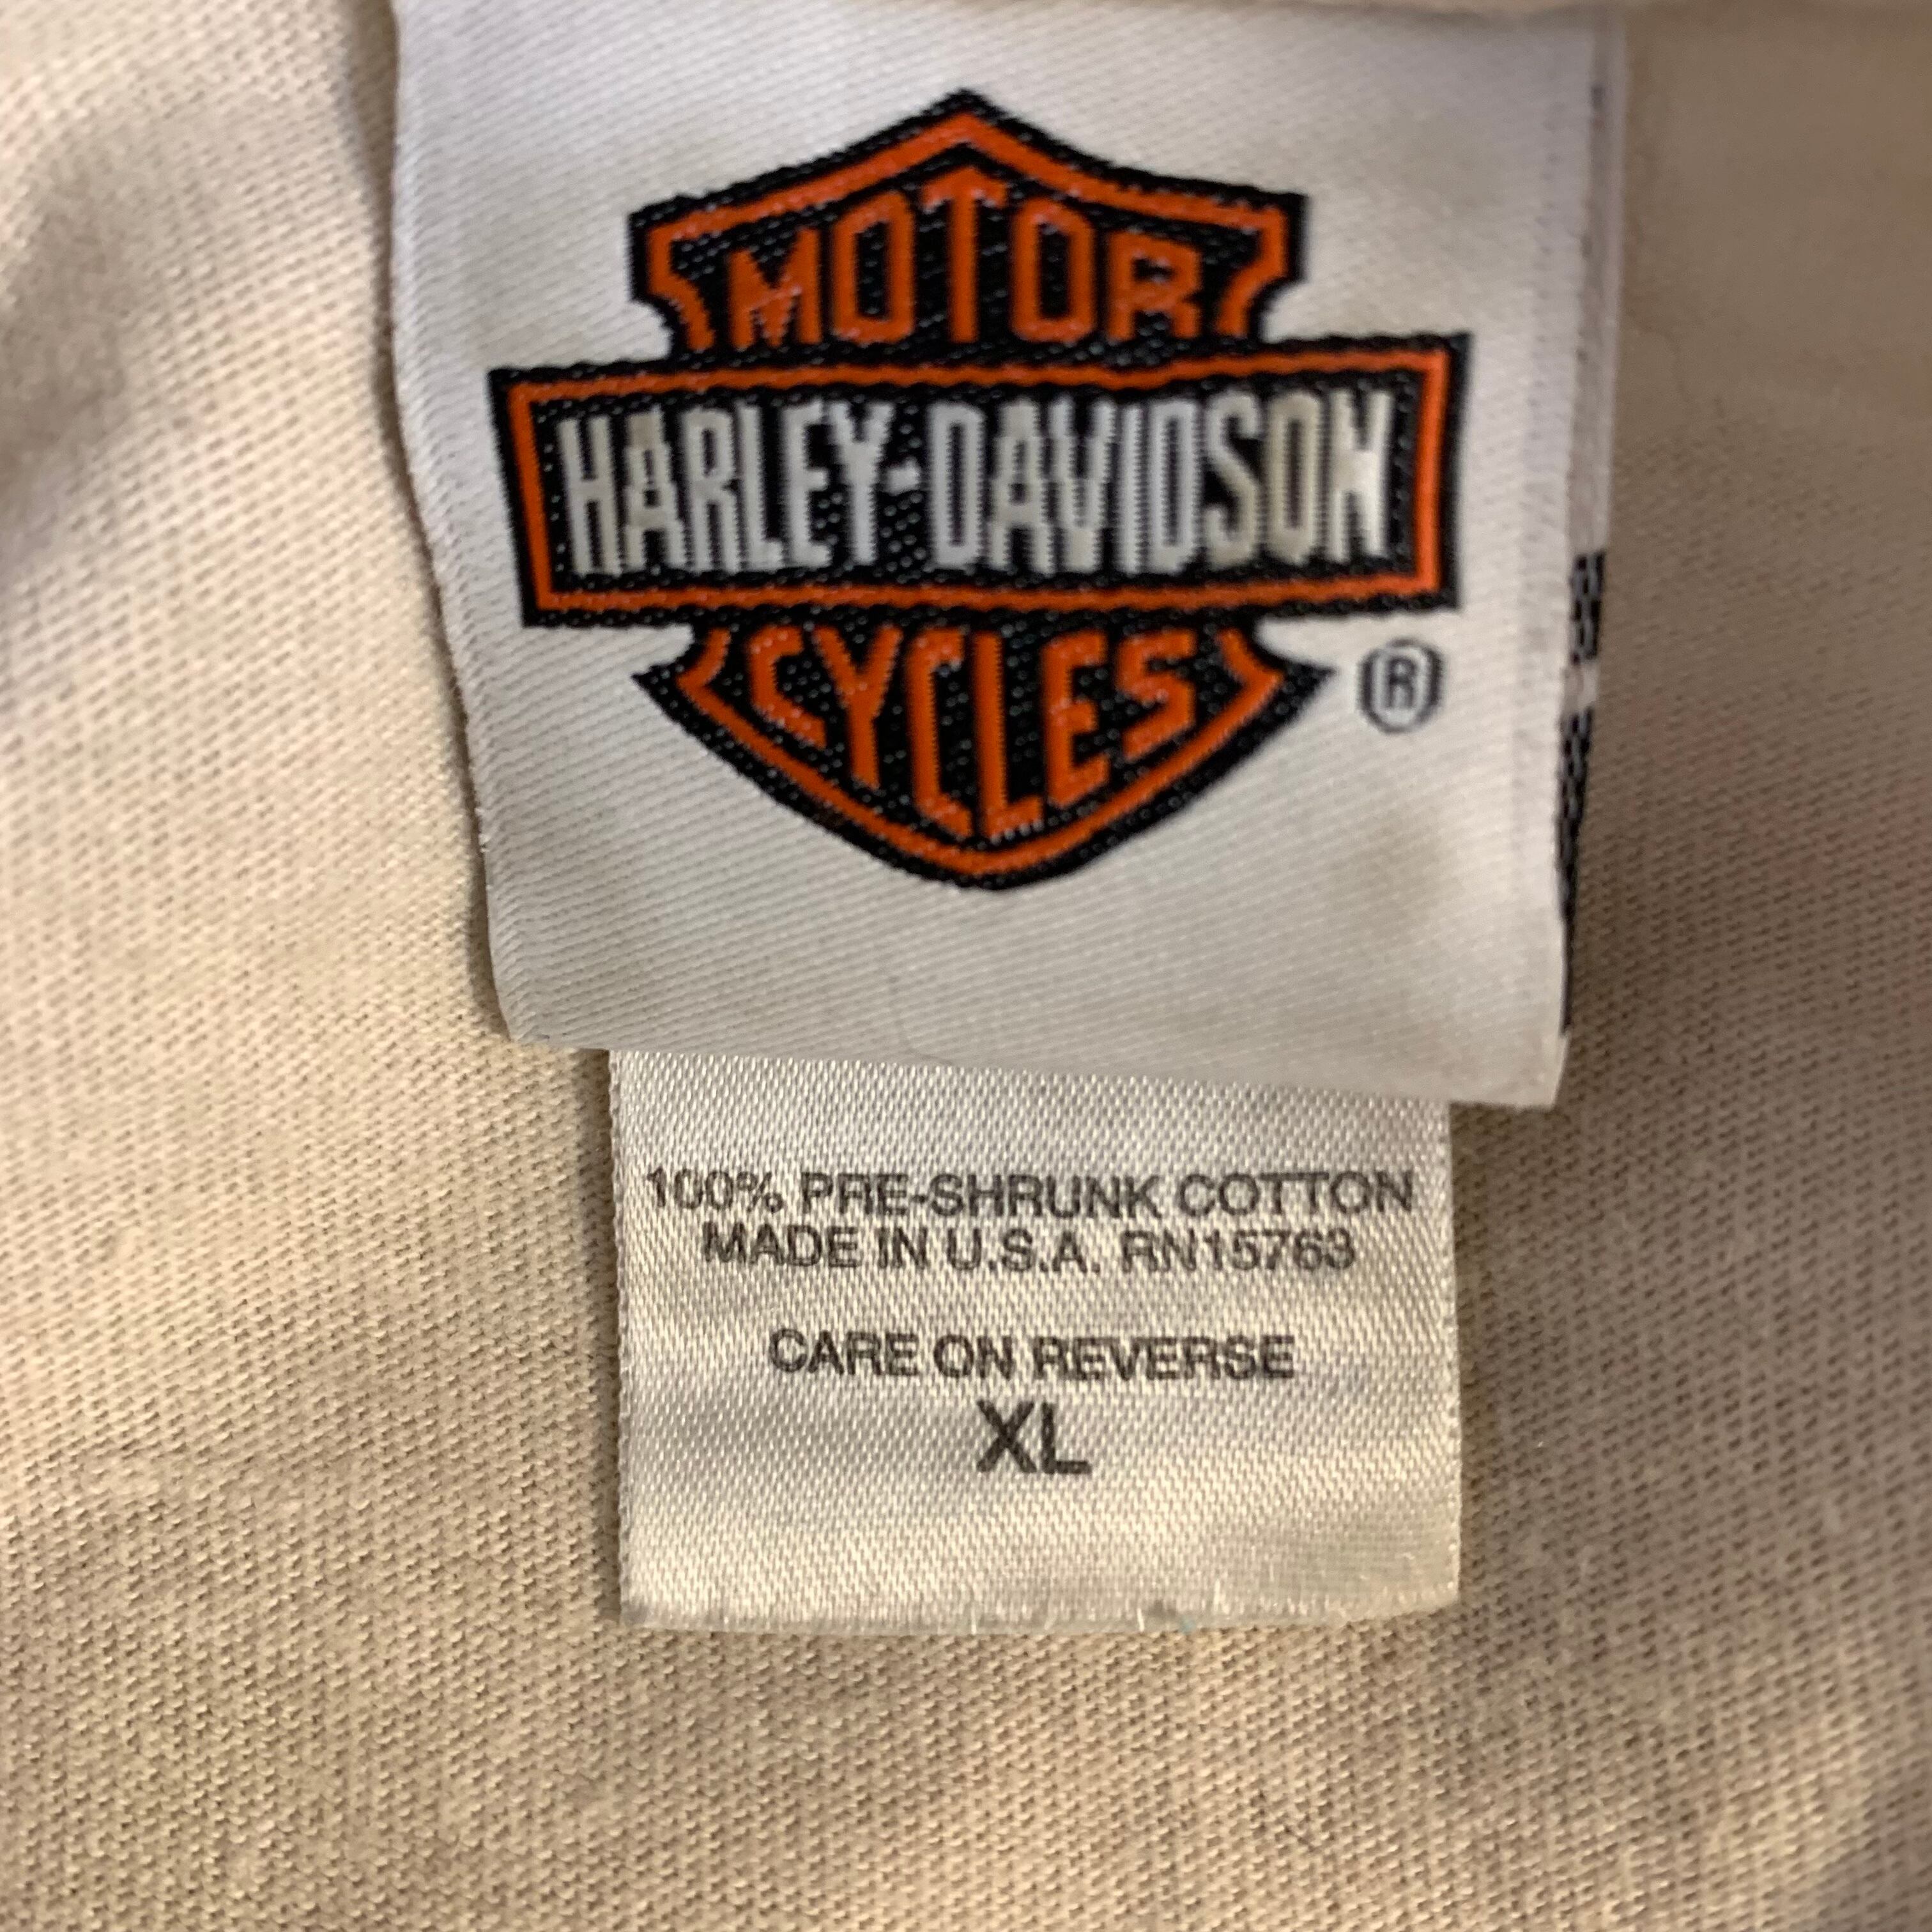 MOTOR
HARLEY-DAVIDSON
CYCLES
®
100% PRE-SHRUNK COTTON
MADE IN U.S.A. RN15763
CARE ON REVERSE
XL